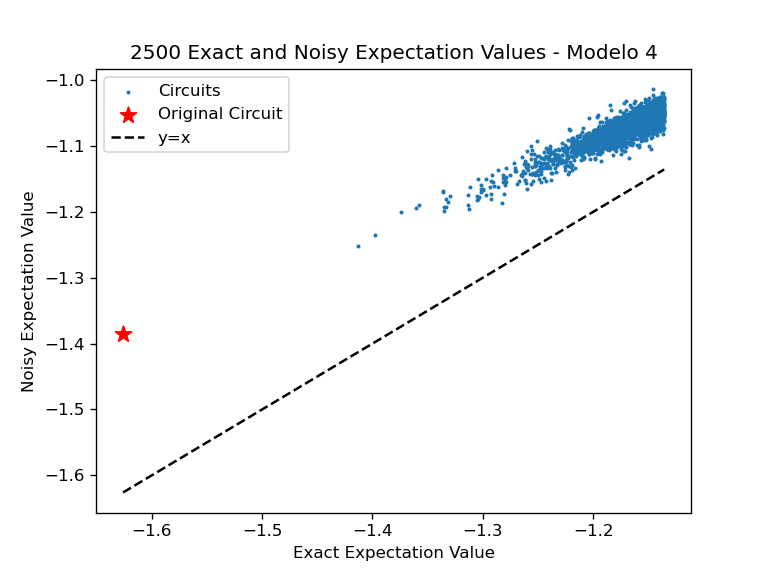 2500 Exact and Noisy Expectation Values - Modelo 4
Circuits
Original Circuit
y=x
Noisy Expectation Value
−1.0
−1.1
−1.2
−1.3
−1.4
−1.5
−1.6
−1.6 −1.5 −1.4 −1.3 −1.2
Exact Expectation Value